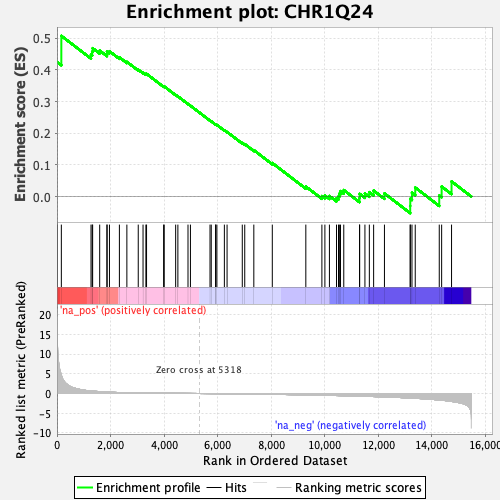 Enrichment plot: CHR1Q24
Enrichment score (ES)
0.5
0.4
0.3
0.2
0.1
0.0
'na_pos' (positively correlated)
Ranked list metric (PreRanked)
20
15
10
5
0
-5
-10
Zero cross at 5318
'na_neg' (negatively correlated)
0 2,000 4,000 6,000 8,000 10,000 12,000 14,000 16,000
Rank in Ordered Dataset
Enrichment profile Hits Ranking metric scores